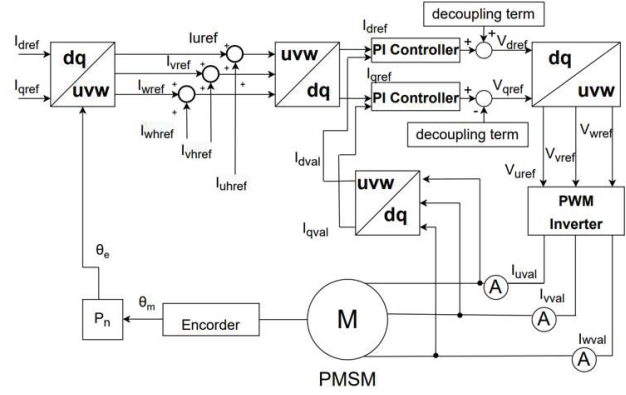 decoupling term
Idref
Iqref
dq
uvw
Iuref
Ivref
Iwref
+
+
+
+
+
+
Iwhref
Ivhref
Iuhref
uvw
dq
Idref
PI Controller
+
+
Vdref
Iqref
PI Controller
+
-
Vqref
decoupling term
dq
uvw
Vuref
Vvref
Vwref
PWM
Inverter
Idval
Iqval
uvw
dq
A
Iuval
A
Ivval
A
Iwval
θe
θm
Pn
Encorder
M
PMSM